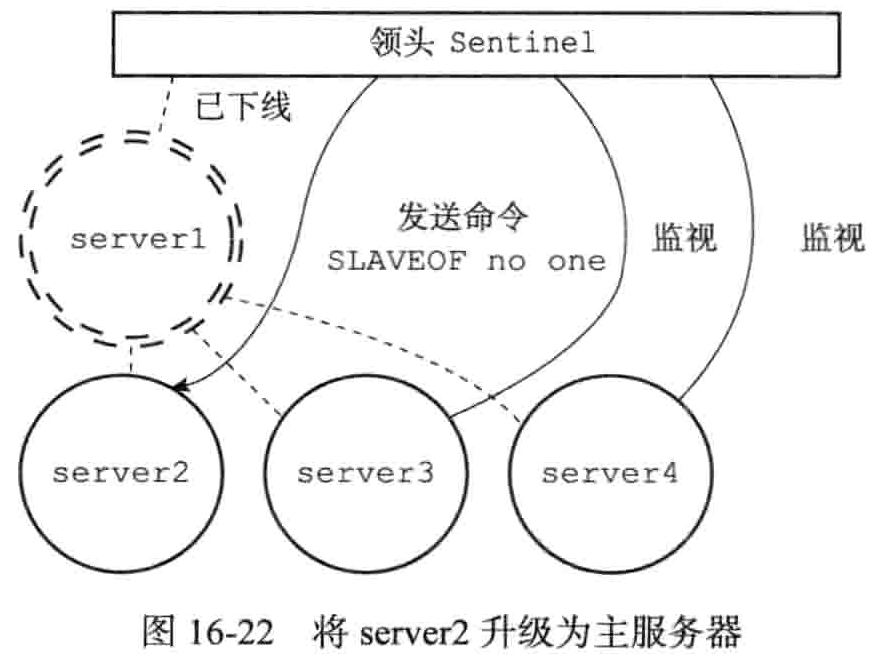 领头 Sentinel
已下线
server1
发送命令
SLAVEOF no one
监视
监视
server2
server3
server4
图 16-22 将 server2 升级为主服务器